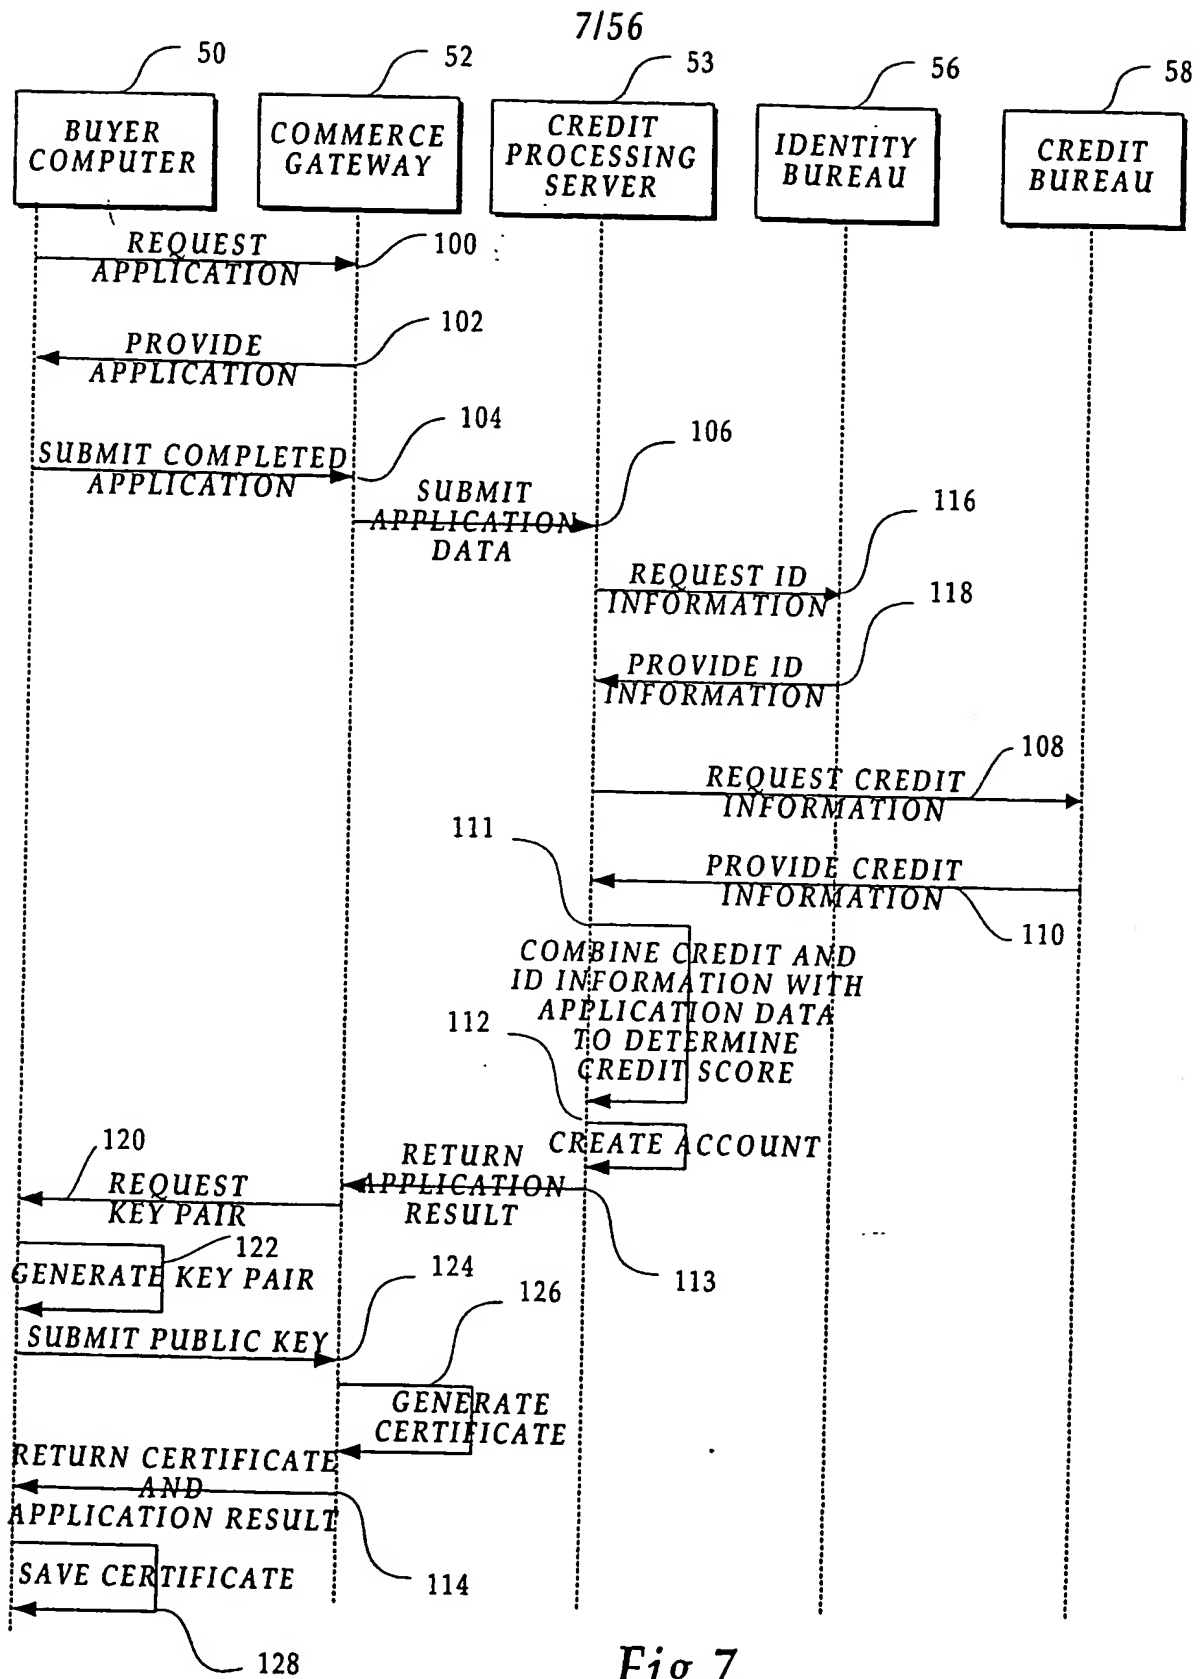 7/56
50
52
53
56
58
BUYER
COMPUTER
COMMERCE
GATEWAY
CREDIT
PROCESSING
SERVER
IDENTITY
BUREAU
CREDIT
BUREAU
REQUEST
APPLICATION
100
PROVIDE
APPLICATION
102
SUBMIT COMPLETED
APPLICATION
104
SUBMIT
APPLICATION
DATA
106
REQUEST ID
INFORMATION
116
PROVIDE ID
INFORMATION
118
REQUEST CREDIT
INFORMATION
108
PROVIDE CREDIT
INFORMATION
110
111
COMBINE CREDIT AND
ID INFORMATION WITH
APPLICATION DATA
TO DETERMINE
CREDIT SCORE
112
CREATE ACCOUNT
RETURN
APPLICATION
RESULT
113
120
REQUEST
KEY PAIR
122
GENERATE KEY PAIR
124
SUBMIT PUBLIC KEY
126
GENERATE
CERTIFICATE
RETURN CERTIFICATE
AND
APPLICATION RESULT
114
SAVE CERTIFICATE
128
Fig 7